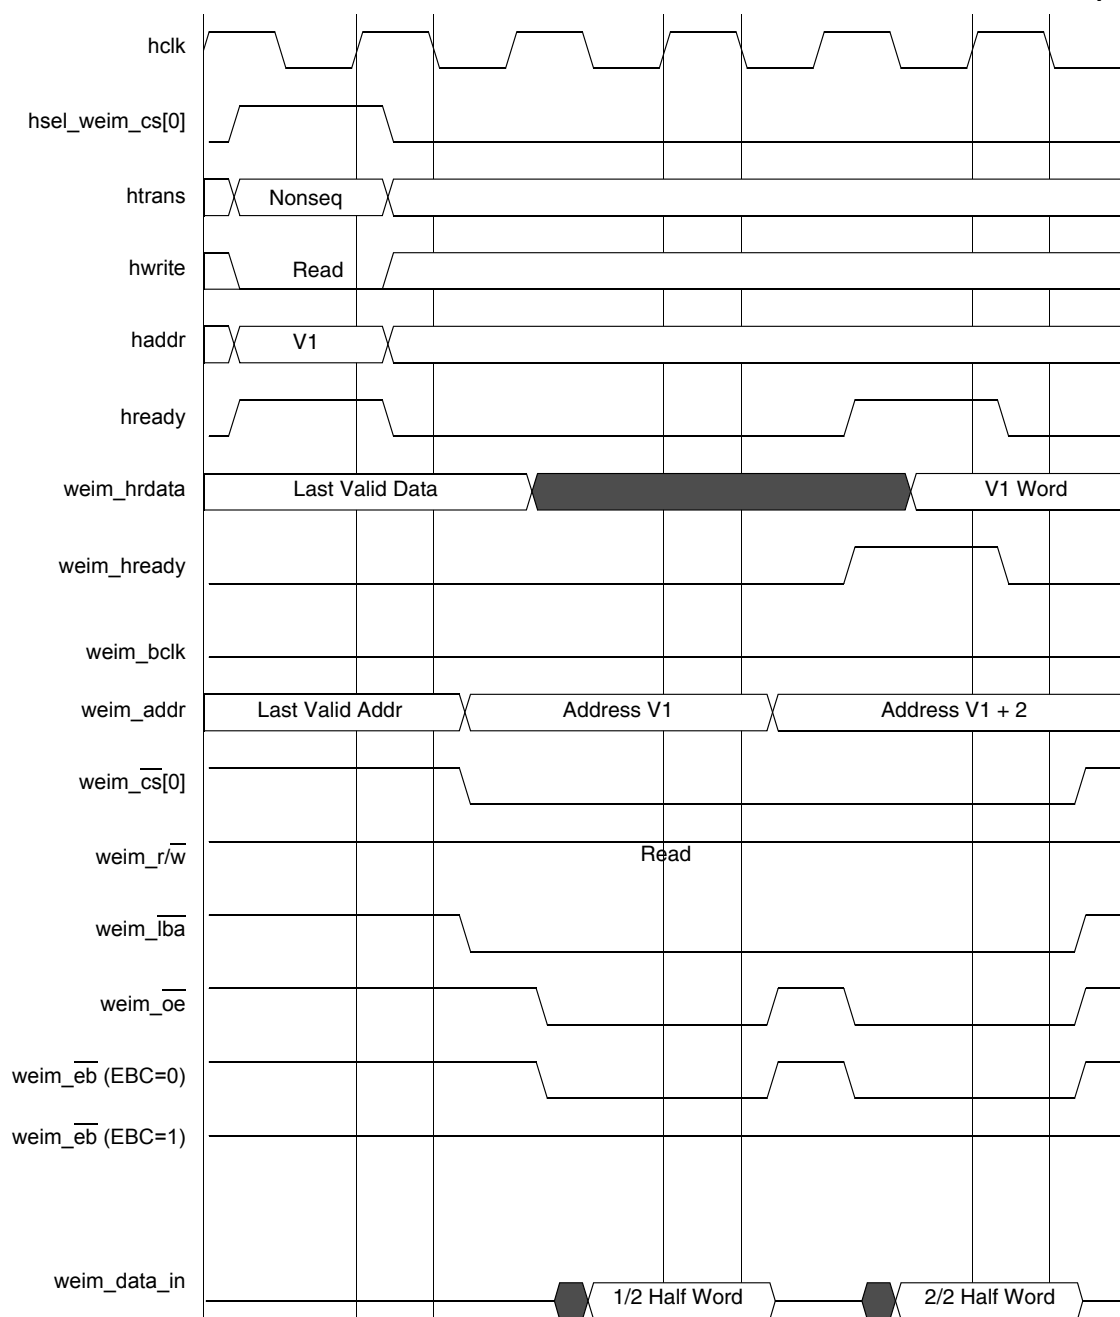 hclk
hsel_weim_cs[0]
htrans Nonseq
hwrite Read
haddr V1
hready
weim_hrdata Last Valid Data V1 Word
weim_hready
weim_bclk
weim_addr Last Valid Addr Address V1 Address V1 + 2
weim_cs[0]
weim_r/w Read
weim_lba
weim_oe
weim_eb (EBC=0)
weim_eb (EBC=1)
weim_data_in 1/2 Half Word 2/2 Half Word